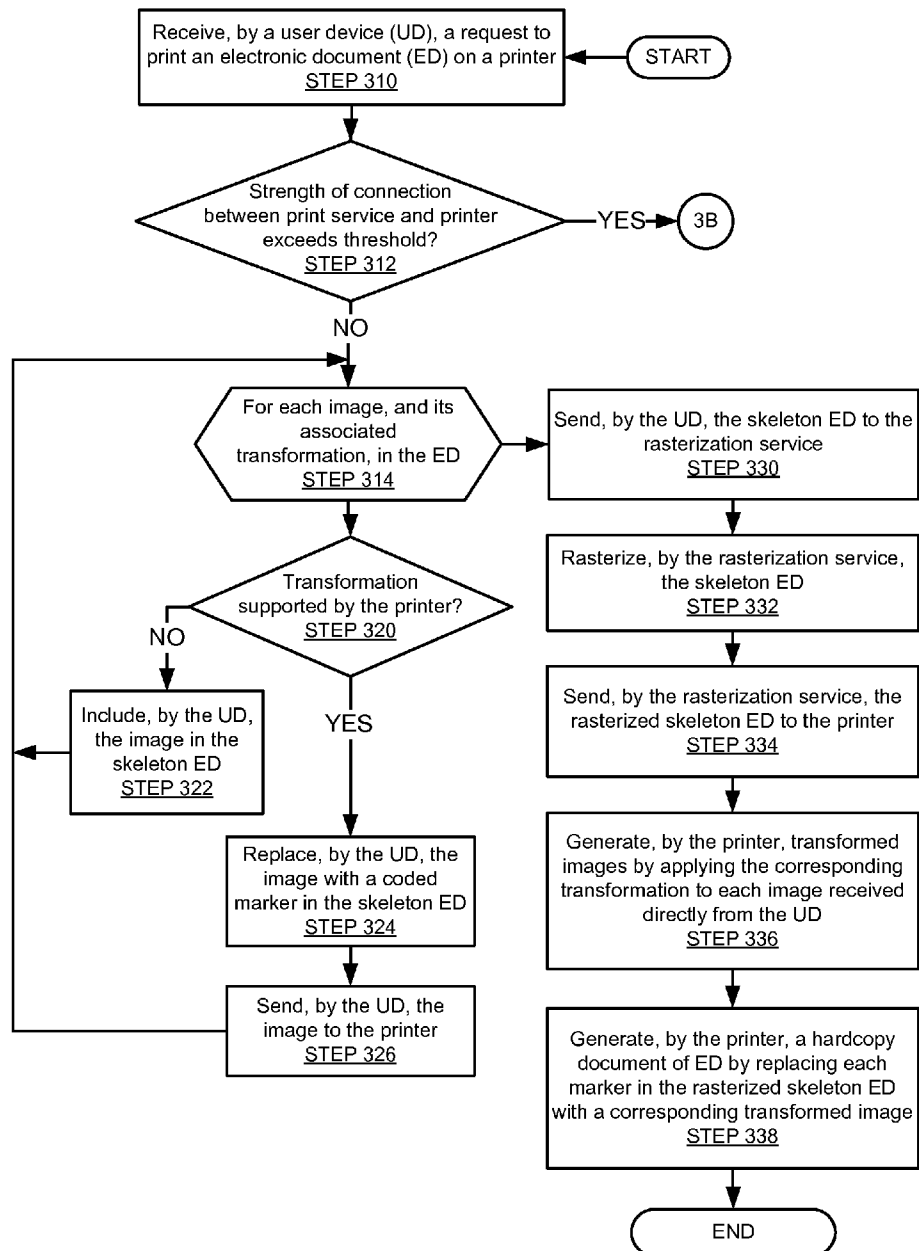 Receive, by a user device (UD), a request to
print an electronic document (ED) on a printer
STEP 310
START
Strength of connection
between print service and printer
exceeds threshold?
STEP 312
YES
3B
NO
For each image, and its
associated
transformation, in the ED
STEP 314
Transformation
supported by the printer?
STEP 320
NO
Include, by the UD,
the image in the
skeleton ED
STEP 322
YES
Replace, by the UD, the
image with a coded
marker in the skeleton ED
STEP 324
Send, by the UD, the
image to the printer
STEP 326
Send, by the UD, the skeleton ED to the
rasterization service
STEP 330
Rasterize, by the rasterization service,
the skeleton ED
STEP 332
Send, by the rasterization service, the
rasterized skeleton ED to the printer
STEP 334
Generate, by the printer, transformed
images by applying the corresponding
transformation to each image received
directly from the UD
STEP 336
Generate, by the printer, a hardcopy
document of ED by replacing each
marker in the rasterized skeleton ED
with a corresponding transformed image
STEP 338
END